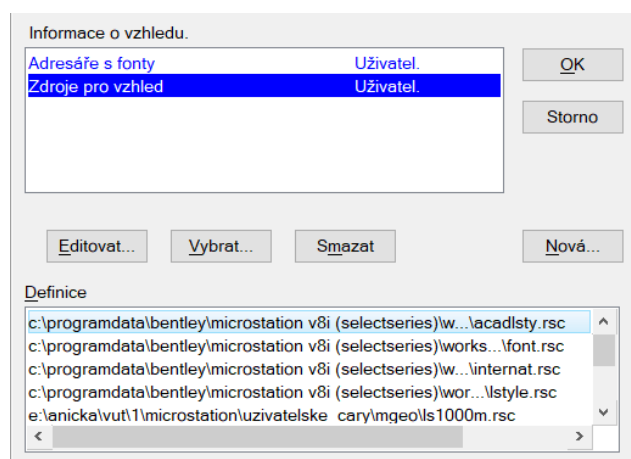 Informace o vzhledu.
Adresáře s fonty Uživatel.
Zdroje pro vzhled Uživatel.
OK
Storno
Editovat... Vybrat... Smazat Nová...
Definice
c:\programdata\bentley\microstation v8i (selectseries)\w...\acadlsty.rsc
c:\programdata\bentley\microstation v8i (selectseries)\works...\font.rsc
c:\programdata\bentley\microstation v8i (selectseries)\w...\internat.rsc
c:\programdata\bentley\microstation v8i (selectseries)\wor...\lstyle.rsc
e:\anicka\vut\1\microstation\uzivatelske_cary\mgeo\ls1000m.rsc